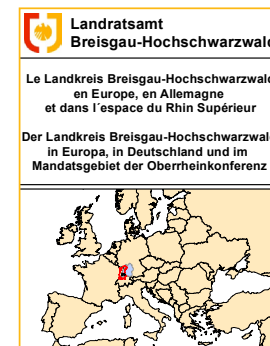 Landratsamt
Breisgau-Hochschwarzwald
Le Landkreis Breisgau-Hochschwarzwald
en Europe, en Allemagne
et dans l´espace du Rhin Supérieur
Der Landkreis Breisgau-Hochschwarzwald
in Europa, in Deutschland und im
Mandatsgebiet der Oberrheinkonferenz